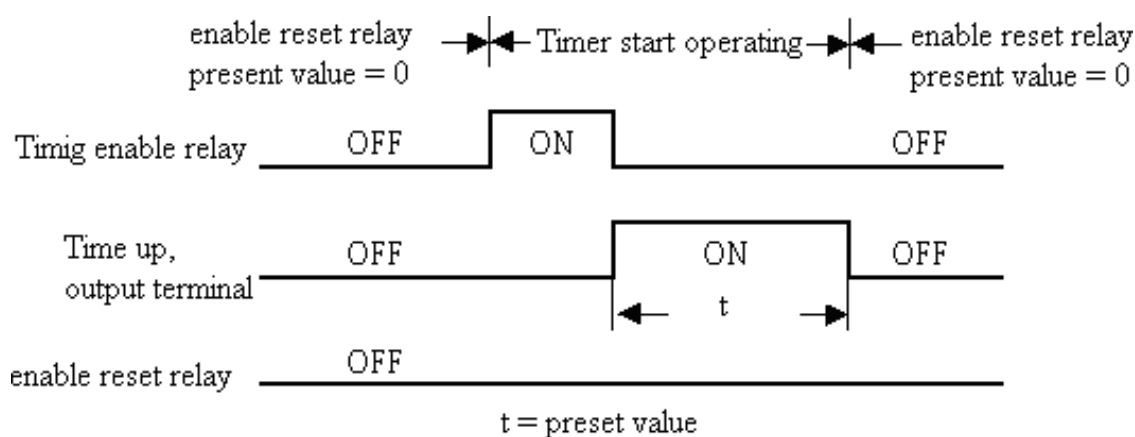 enable reset relay
present value = 0
Timer start operating
enable reset relay
present value = 0
Timig enable relay
OFF
ON
OFF
Time up,
output terminal
OFF
ON
OFF
t
enable reset relay
OFF
t = preset value